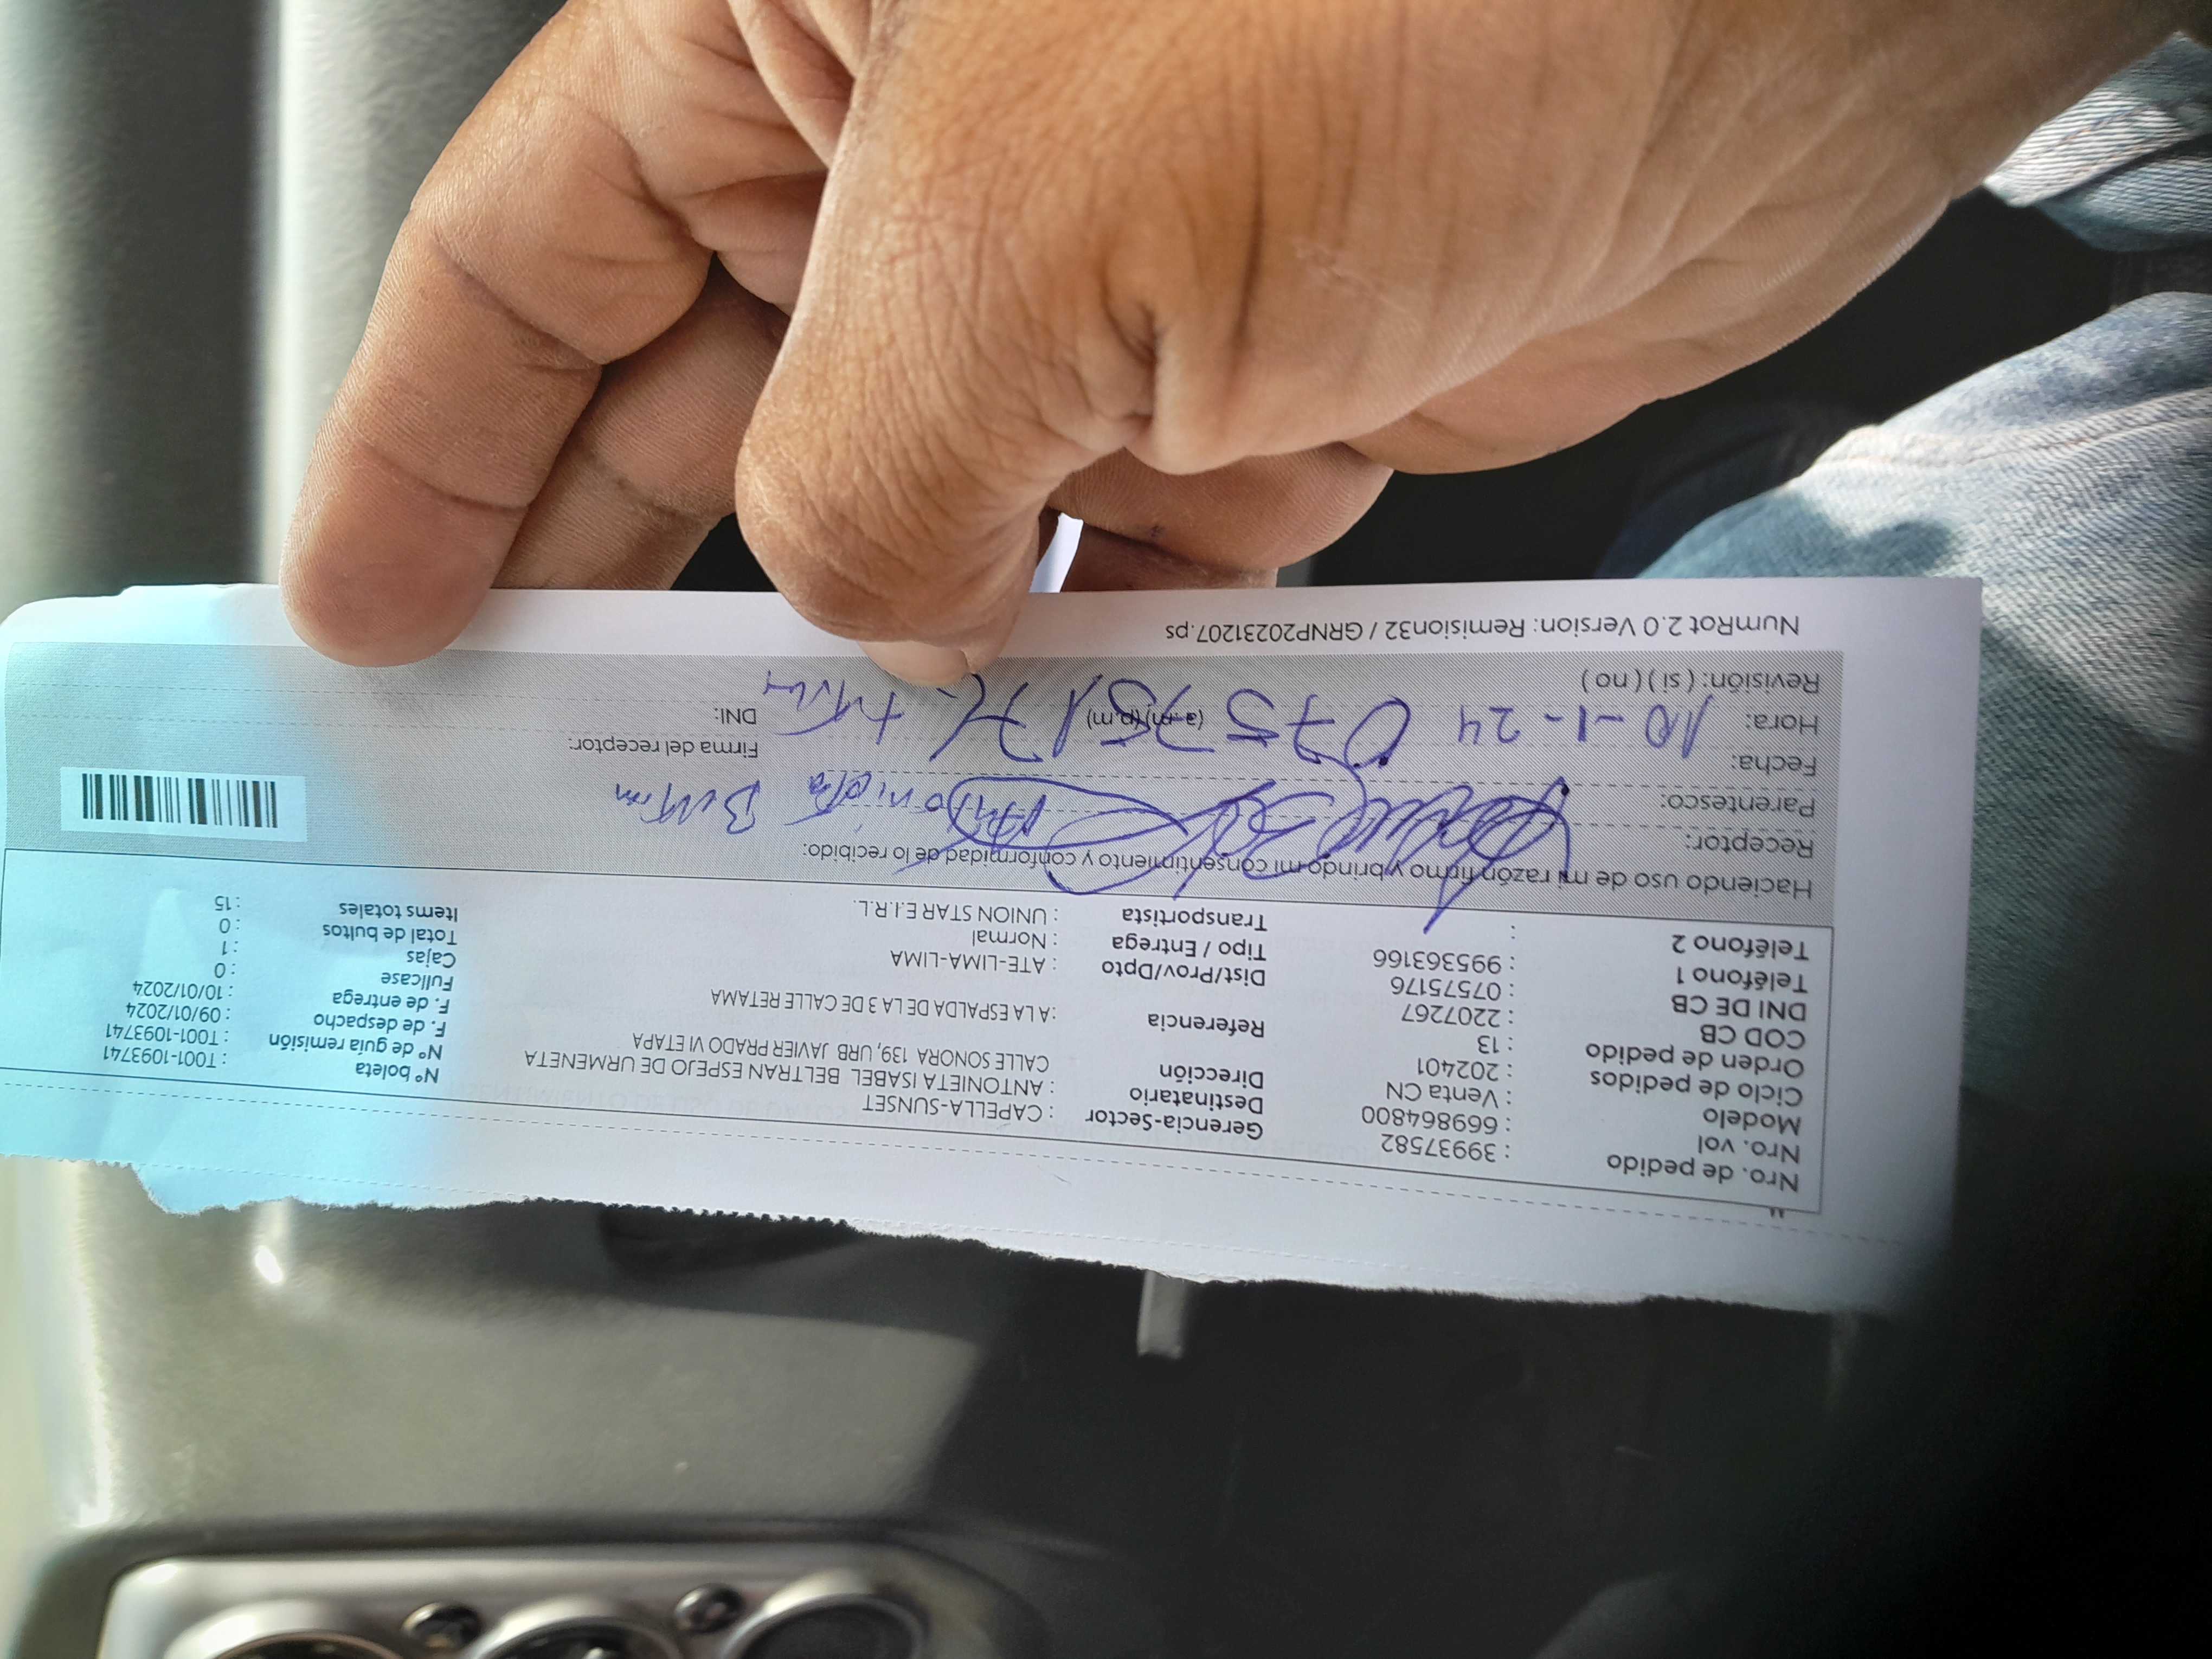 Nro. de pedido : 39937582
Nro. vol : 669864800
Modelo : Venta CN
Ciclo de pedidos : 202401
Orden de pedido : 13
COD CB : 2207267
DNI DE CB : 07575176
Teléfono 1 : 995363166
Teléfono 2 :
Gerencia-Sector : CAPELLA-SUNSET
Destinatario : ANTONIETA ISABEL BELTRAN ESPEJO DE URMENETA
Dirección CALLE SONORA 139, URB JAVIER PRADO VI ETAPA
Referencia : A LA ESPALDA DE LA 3 DE CALLE RETAMA
Dist/Prov/Dpto : ATE-LIMA-LIMA
Tipo / Entrega : Normal
Transportista : UNION STAR E.I.R.L.
N° boleta : T001-1093741
N° de guía remisión : T001-1093741
F. de despacho : 09/01/2024
F. de entrega : 10/01/2024
Fullcase : 0
Cajas : 1
Total de bultos : 0
Items totales : 15
Haciendo uso de mi razón firmo y brindo mi consentimiento y conformidad de lo recibido:
Receptor:
Parentesco: Antonieta Beltran
Fecha: Firma del receptor:
Hora: 10-1-24 07575176 (a.m) (p.m) DNI:
Revisión: ( si ) ( no )
NumRot 2.0 Version: Remision32 / GRNP20231207.ps